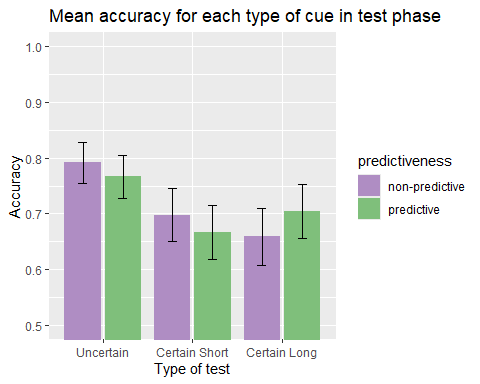 Mean accuracy for each type of cue in test phase
1.0
0.9
0.8
0.7
0.6
0.5
Accuracy
Uncertain
Certain Short
Certain Long
Type of test
predictiveness
non-predictive
predictive